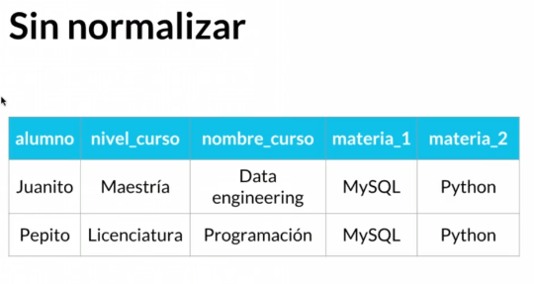 Sin normalizar
alumno nivel_curso nombre_curso materia_1 materia_2
Juanito Maestría Data engineering MySQL Python
Pepito Licenciatura Programación MySQL Python